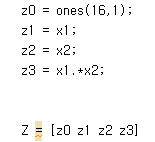 z0 = ones(16,1);
z1 = x1;
z2 = x2;
z3 = x1.*x2;
Z = [z0 z1 z2 z3]